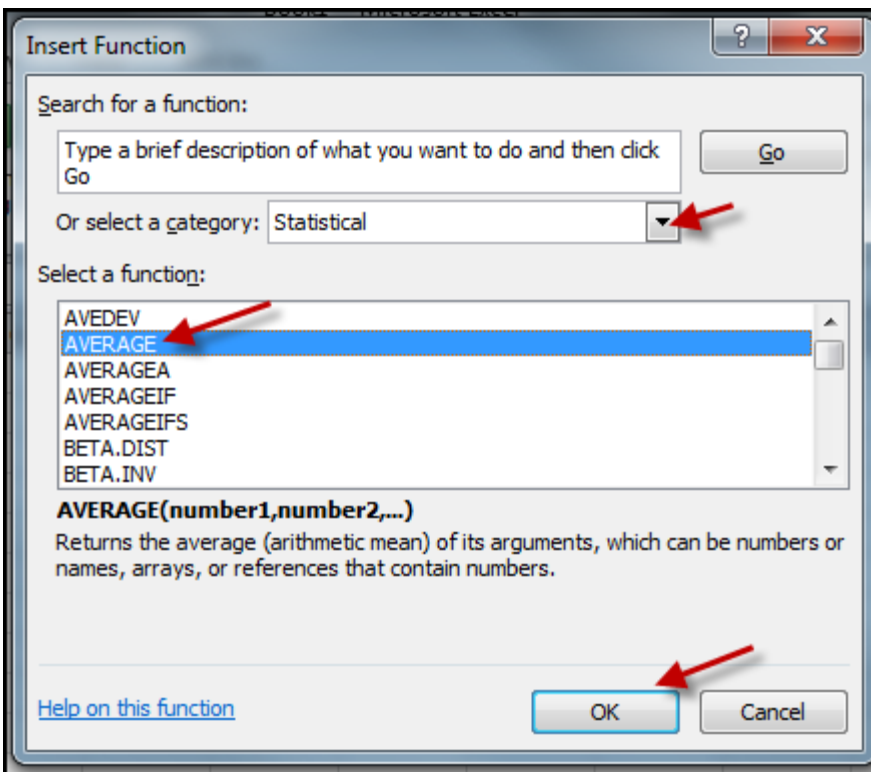 Book1 - Microsoft Excel
Insert Function
?
X
Search for a function:
Type a brief description of what you want to do and then click
Go
Go
Or select a category: Statistical
Select a function:
AVEDEV
AVERAGE
AVERAGEA
AVERAGEIF
AVERAGEIFS
BETA.DIST
BETA.INV
AVERAGE(number1,number2,...)
Returns the average (arithmetic mean) of its arguments, which can be numbers or
names, arrays, or references that contain numbers.
Help on this function
OK
Cancel